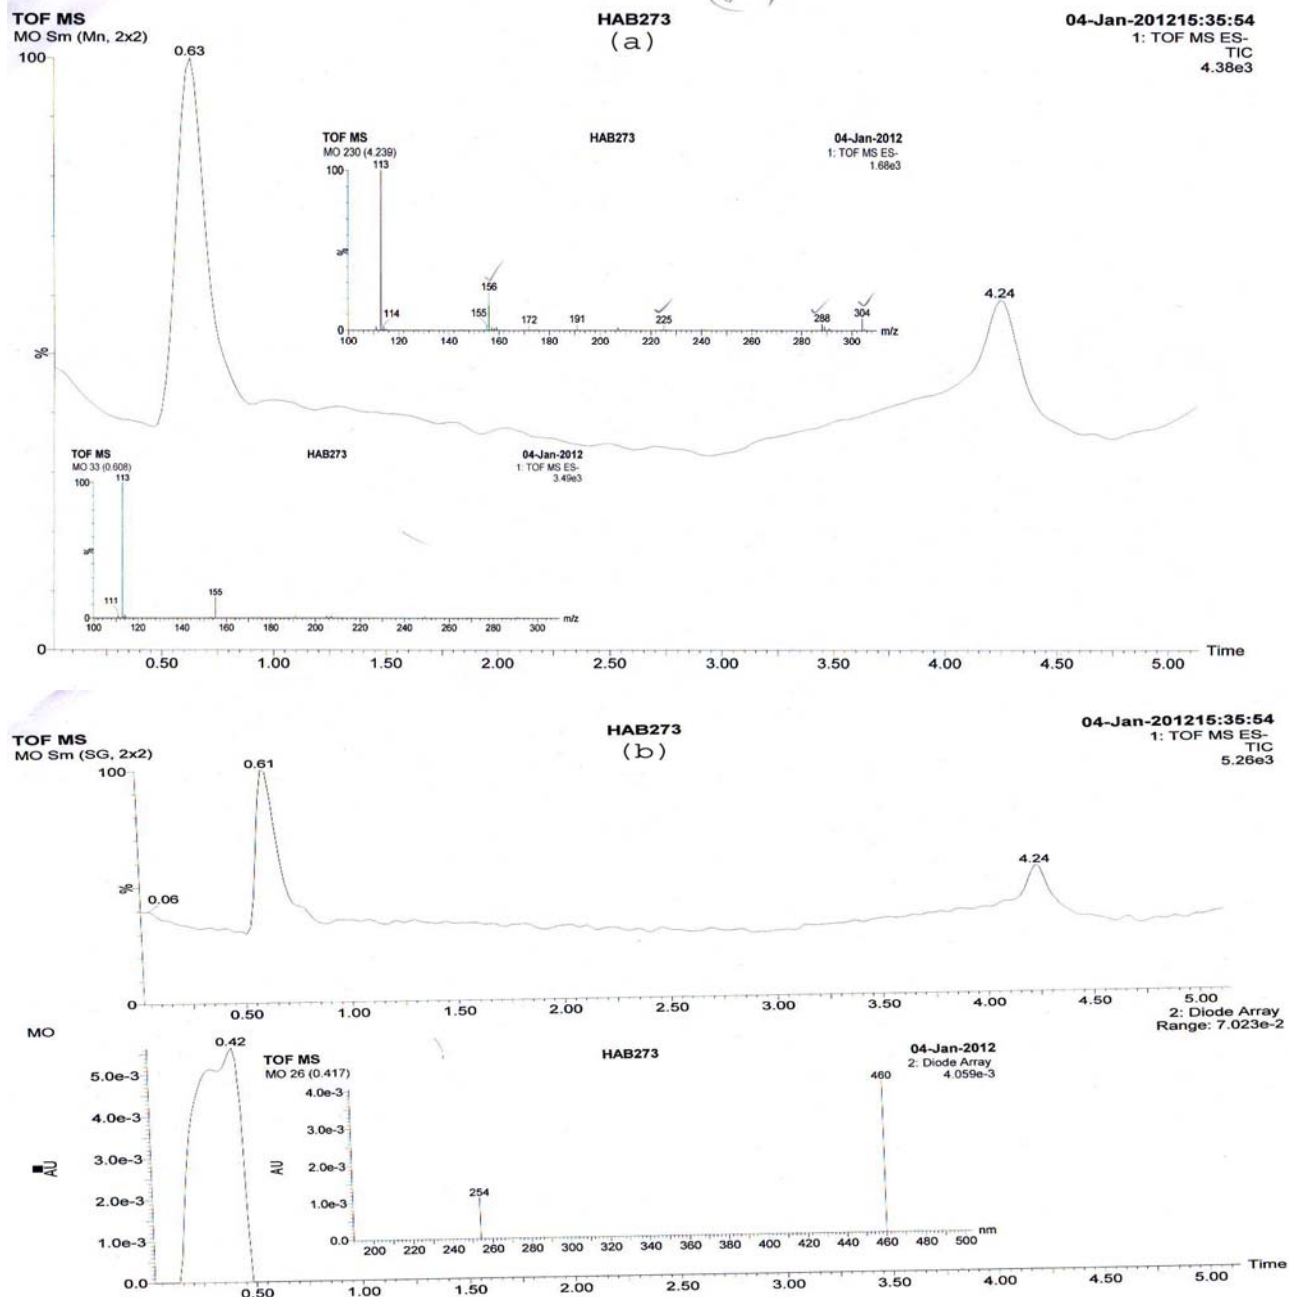 TOF MS HAB273 04-Jan-201215:35:54
MO Sm (Mn, 2x2) (a) 1: TOF MS ES-
TIC
4.38e3
0.63
100
TOF MS HAB273 04-Jan-2012
MO 230 (4.239) 1: TOF MS ES-
1.68e3
100 113
%
156
114 155 172 191 225 288 304
0 m/z
100 120 140 160 180 200 220 240 260 280 300
4.24
%
TOF MS HAB273 04-Jan-2012
MO 33 (0.608) 1: TOF MS ES-
3.49e3
100 113
%
111 155
0 m/z
100 120 140 160 180 200 220 240 260 280 300
0 Time
0.50 1.00 1.50 2.00 2.50 3.00 3.50 4.00 4.50 5.00
TOF MS HAB273 04-Jan-201215:35:54
MO Sm (SG, 2x2) (b) 1: TOF MS ES-
TIC
5.26e3
100 0.61
4.24
%
0.06
0
0.50 1.00 1.50 2.00 2.50 3.00 3.50 4.00 4.50 5.00
2: Diode Array
Range: 7.023e-2
MO
0.42
TOF MS HAB273 04-Jan-2012
MO 26 (0.417) 2: Diode Array
4.059e-3
460
5.0e-3
4.0e-3
3.0e-3
2.0e-3
1.0e-3
0.0
AU
4.0e-3
3.0e-3
2.0e-3
1.0e-3
0.0
AU
254
nm
200 220 240 260 280 300 320 340 360 380 400 420 440 460 480 500
Time
0.50 1.00 1.50 2.00 2.50 3.00 3.50 4.00 4.50 5.00